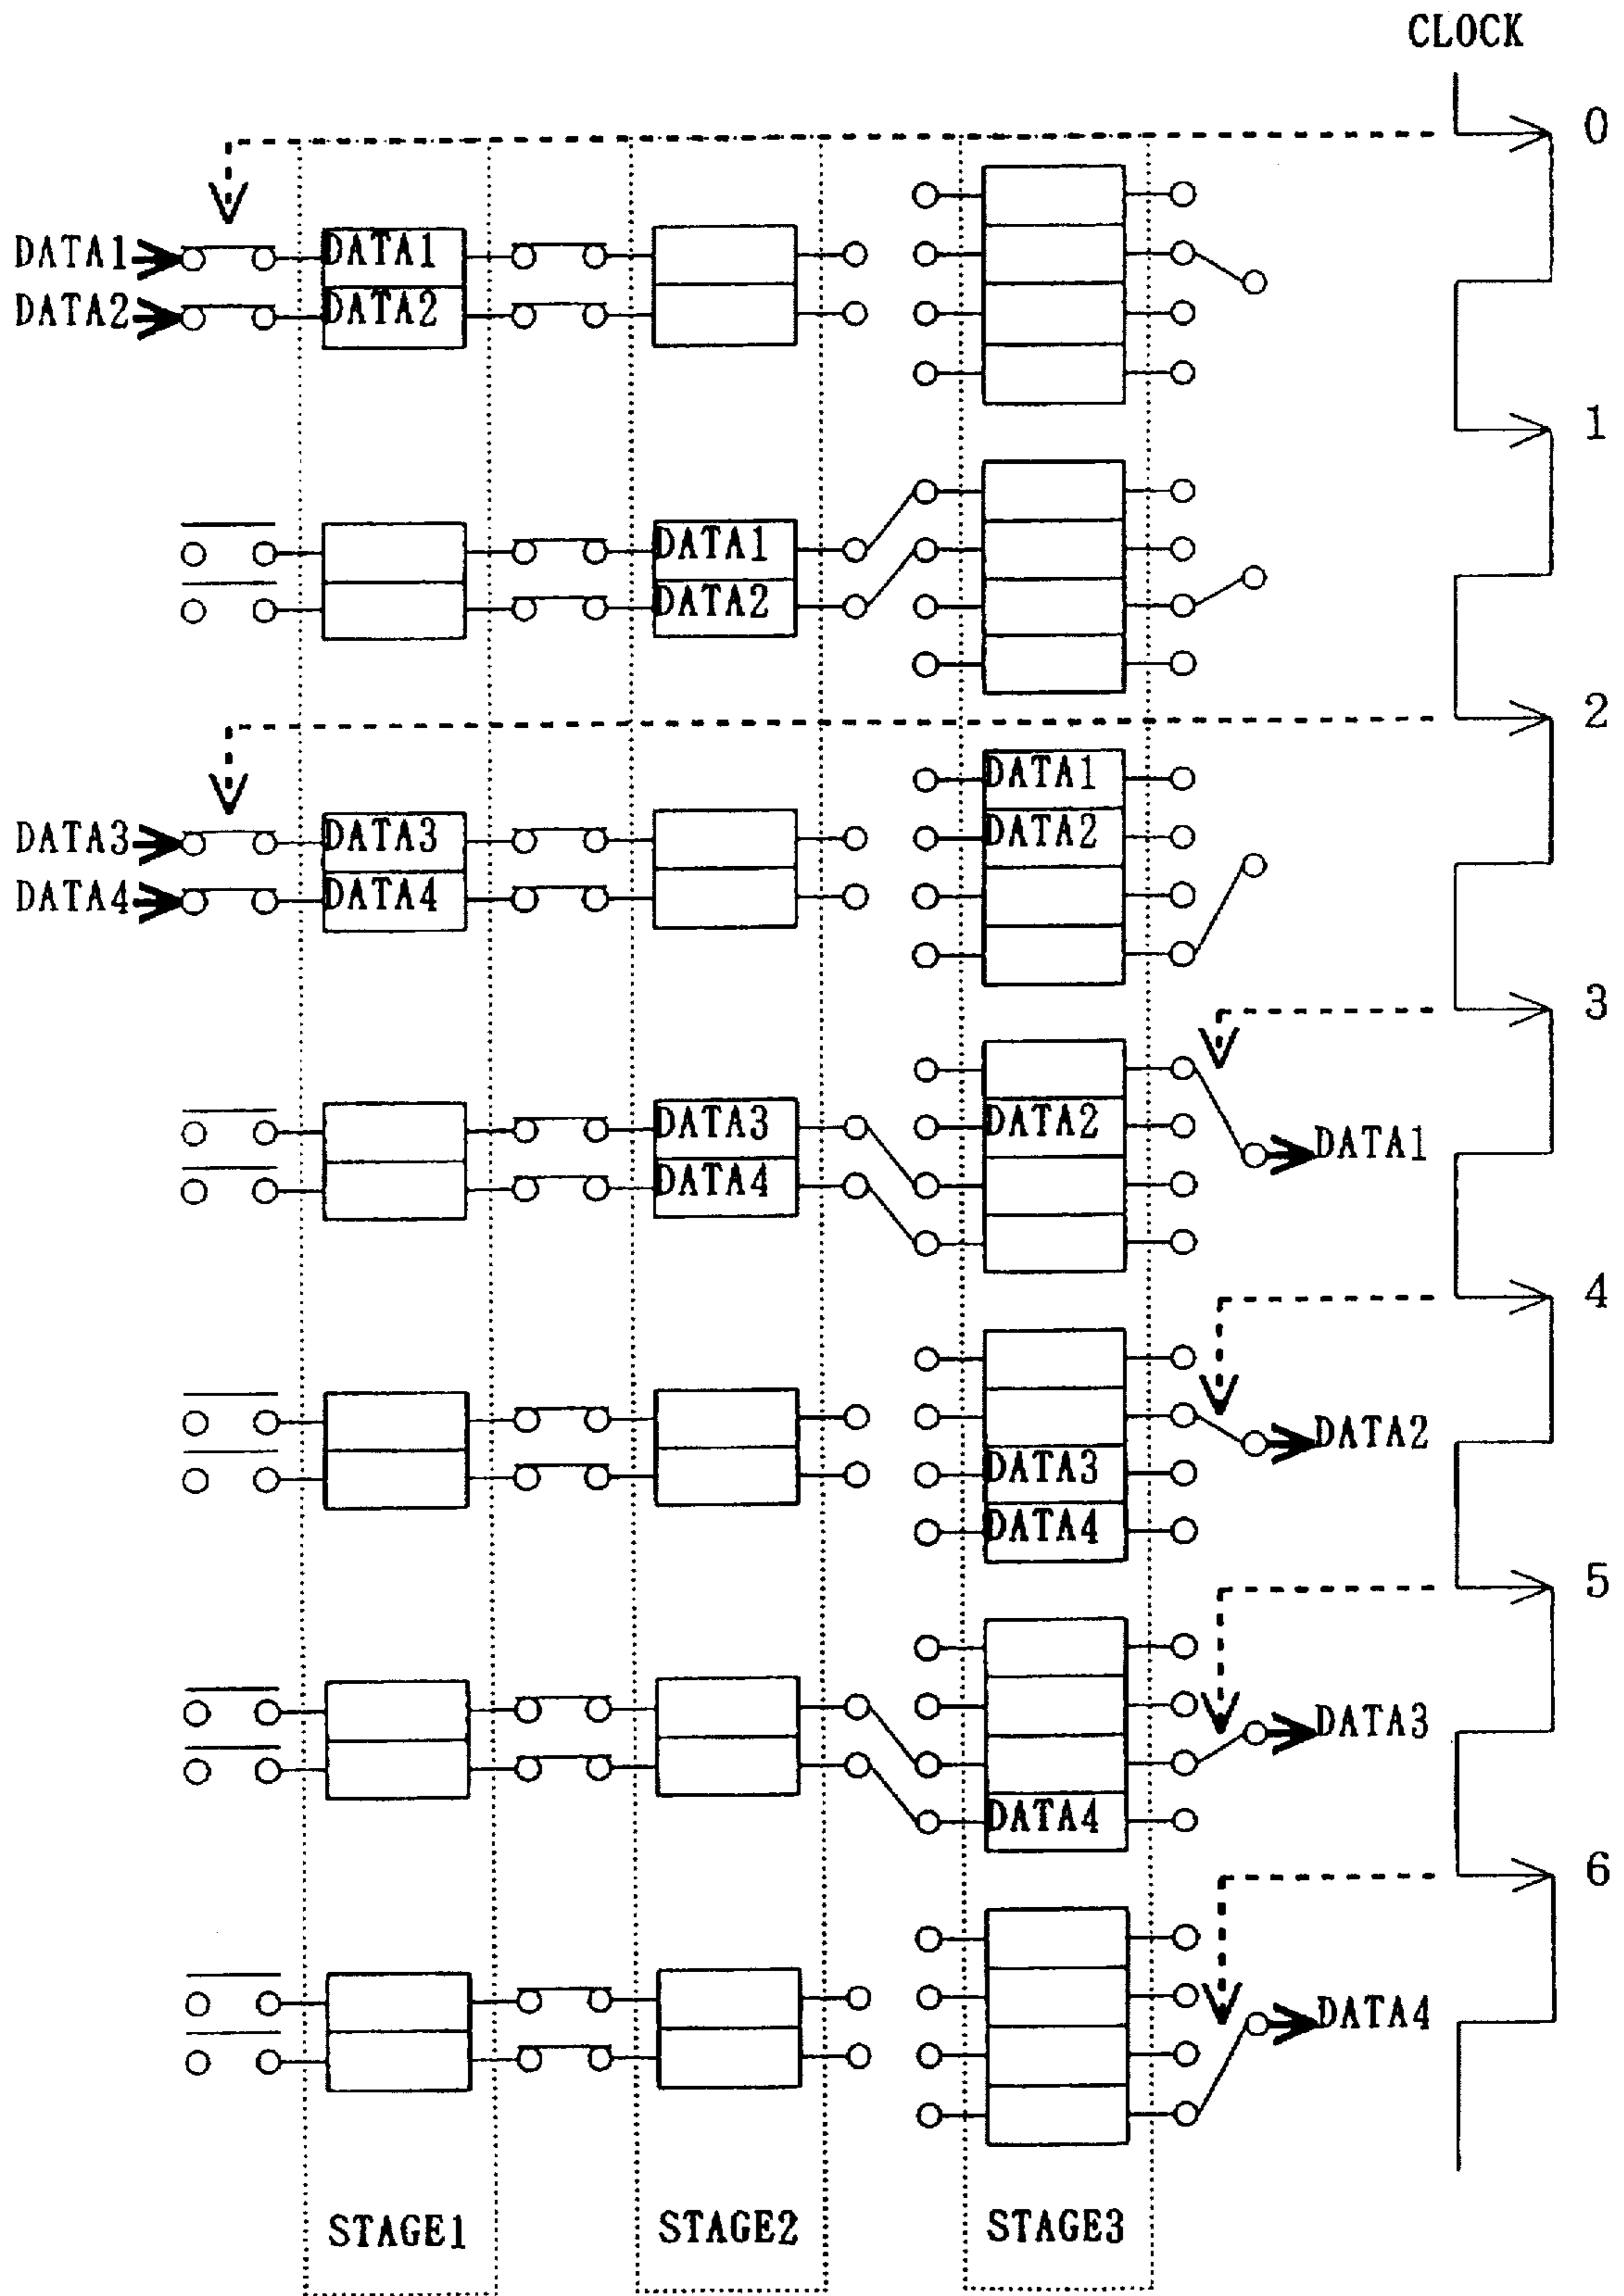 CLOCK
0
DATA1 DATA1
DATA2 DATA2
1
DATA1
DATA2
2
DATA1
DATA3 DATA3 DATA2
DATA4 DATA4
3
DATA3 DATA2 DATA1
DATA4
4
DATA2
DATA3
DATA4
5
DATA3
DATA4
6
DATA4
STAGE1 STAGE2 STAGE3